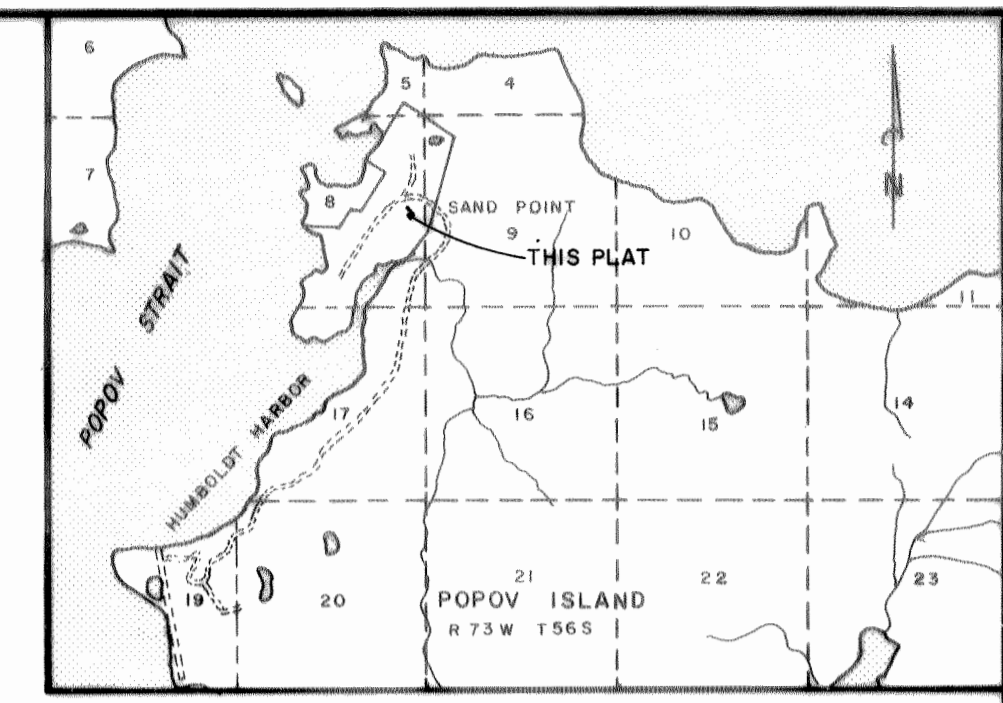 6
5
4
7
8
SAND POINT
9
10
THIS PLAT
11
POPOV STRAIT
HUMBOLDT HARBOR
17
16
15
14
19
20
21
22
23
POPOV ISLAND
R 73 W T 56 S
N